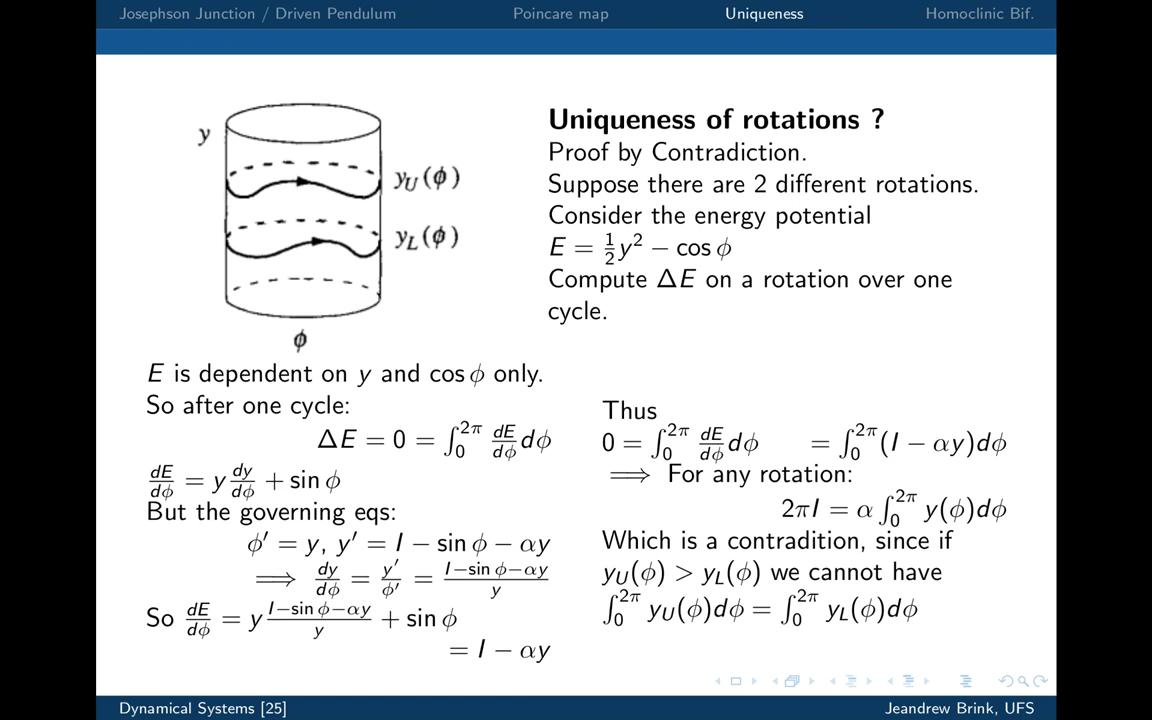 Josephson Junction / Driven Pendulum Poincare map Uniqueness Homoclinic Bif.
y
y_U(ϕ)
y_L(ϕ)
ϕ
Uniqueness of rotations ?
Proof by Contradiction.
Suppose there are 2 different rotations.
Consider the energy potential
E = ½y² − cos ϕ
Compute ΔE on a rotation over one
cycle.
E is dependent on y and cos ϕ only.
So after one cycle:
ΔE = 0 = ∫₀^{2π} dE/dϕ dϕ
dE/dϕ = y dy/dϕ + sin ϕ
But the governing eqs:
ϕ′ = y, y′ = I − sin ϕ − αy
⟹ dy/dϕ = y′/ϕ′ = (I−sin ϕ−αy)/y
So dE/dϕ = y (I−sin ϕ−αy)/y + sin ϕ
= I − αy
Thus
0 = ∫₀^{2π} dE/dϕ dϕ = ∫₀^{2π} (I − αy)dϕ
⟹ For any rotation:
2πI = α ∫₀^{2π} y(ϕ)dϕ
Which is a contradition, since if
y_U(ϕ) > y_L(ϕ) we cannot have
∫₀^{2π} y_U(ϕ)dϕ = ∫₀^{2π} y_L(ϕ)dϕ
Dynamical Systems [25] Jeandrew Brink, UFS